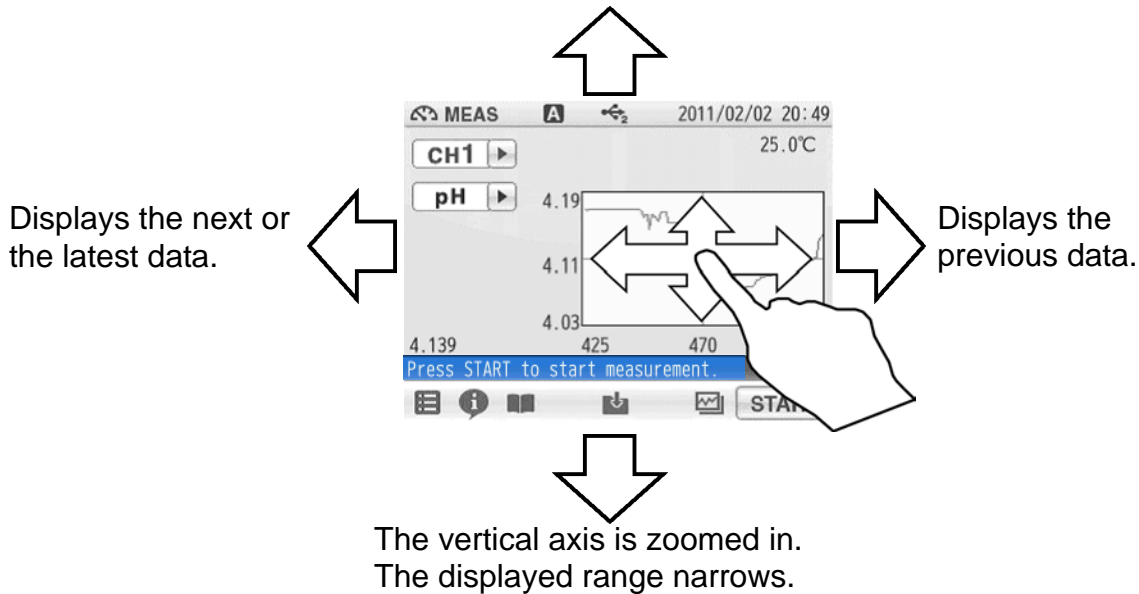 MEAS A 2 2011/02/02 20:49
25.0℃
CH1
pH
4.19
4.11
4.03
4.139 425 470
Press START to start measurement.
i
Displays the next or
the latest data.
Displays the
previous data.
The vertical axis is zoomed in.
The displayed range narrows.